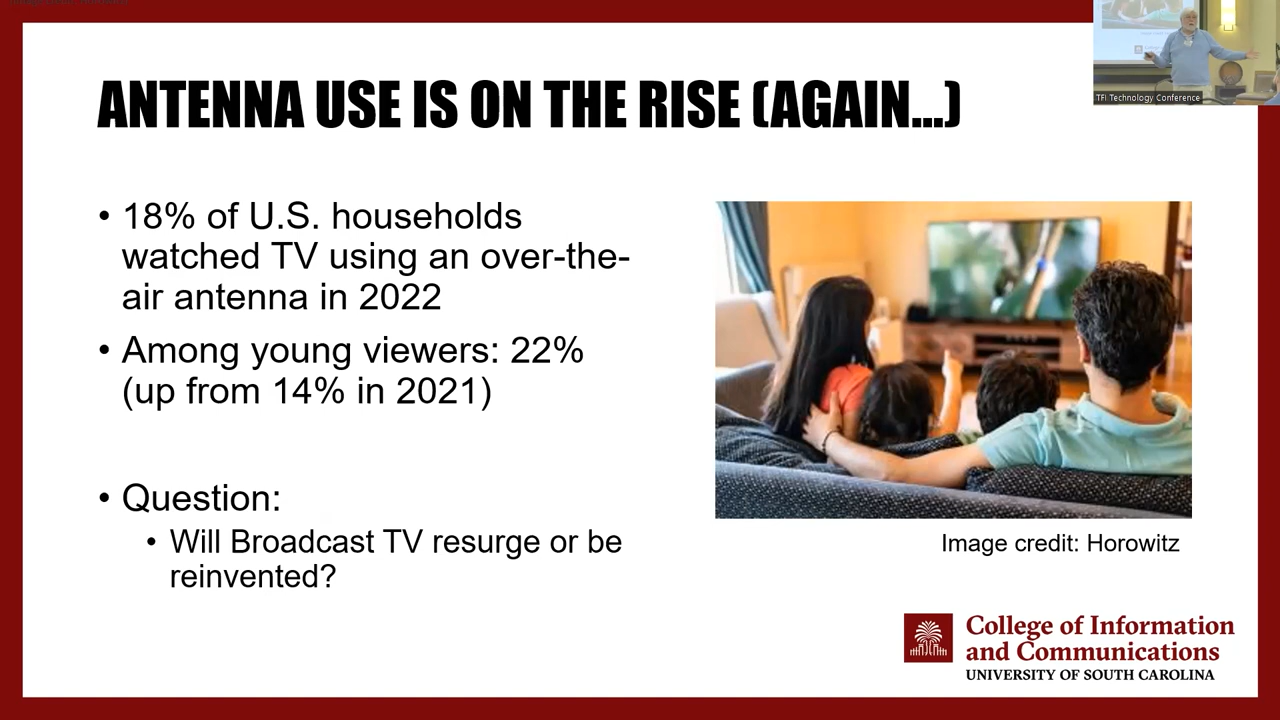 ANTENNA USE IS ON THE RISE (AGAIN...)
TFI Technology Conference
• 18% of U.S. households
watched TV using an over-the-
air antenna in 2022
• Among young viewers: 22%
(up from 14% in 2021)
• Question:
• Will Broadcast TV resurge or be
reinvented?
Image credit: Horowitz
College of Information
and Communications
UNIVERSITY OF SOUTH CAROLINA